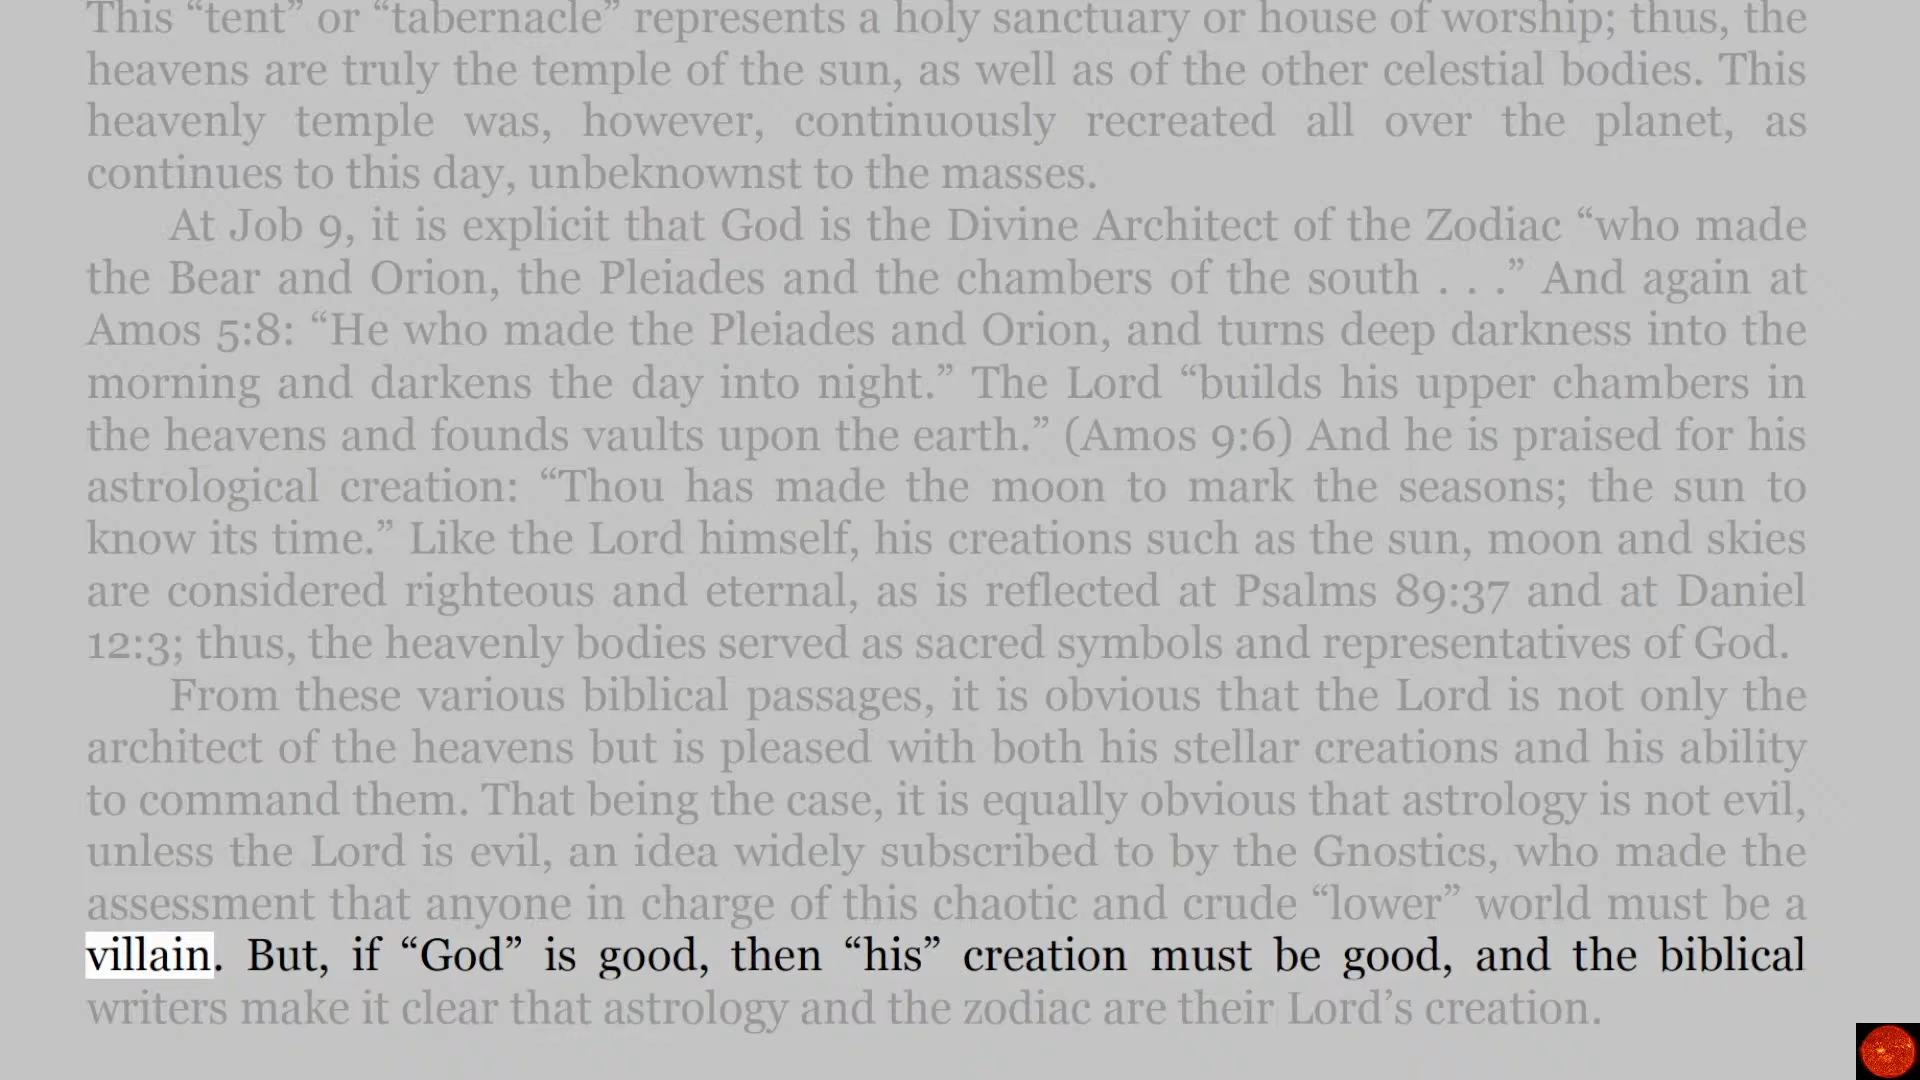 This “tent” or “tabernacle” represents a holy sanctuary or house of worship; thus, the
heavens are truly the temple of the sun, as well as of the other celestial bodies. This
heavenly temple was, however, continuously recreated all over the planet, as
continues to this day, unbeknownst to the masses.
At Job 9, it is explicit that God is the Divine Architect of the Zodiac “who made
the Bear and Orion, the Pleiades and the chambers of the south . . .” And again at
Amos 5:8: “He who made the Pleiades and Orion, and turns deep darkness into the
morning and darkens the day into night.” The Lord “builds his upper chambers in
the heavens and founds vaults upon the earth.” (Amos 9:6) And he is praised for his
astrological creation: “Thou has made the moon to mark the seasons; the sun to
know its time.” Like the Lord himself, his creations such as the sun, moon and skies
are considered righteous and eternal, as is reflected at Psalms 89:37 and at Daniel
12:3; thus, the heavenly bodies served as sacred symbols and representatives of God.
From these various biblical passages, it is obvious that the Lord is not only the
architect of the heavens but is pleased with both his stellar creations and his ability
to command them. That being the case, it is equally obvious that astrology is not evil,
unless the Lord is evil, an idea widely subscribed to by the Gnostics, who made the
assessment that anyone in charge of this chaotic and crude “lower” world must be a
villain. But, if “God” is good, then “his” creation must be good, and the biblical
writers make it clear that astrology and the zodiac are their Lord’s creation.